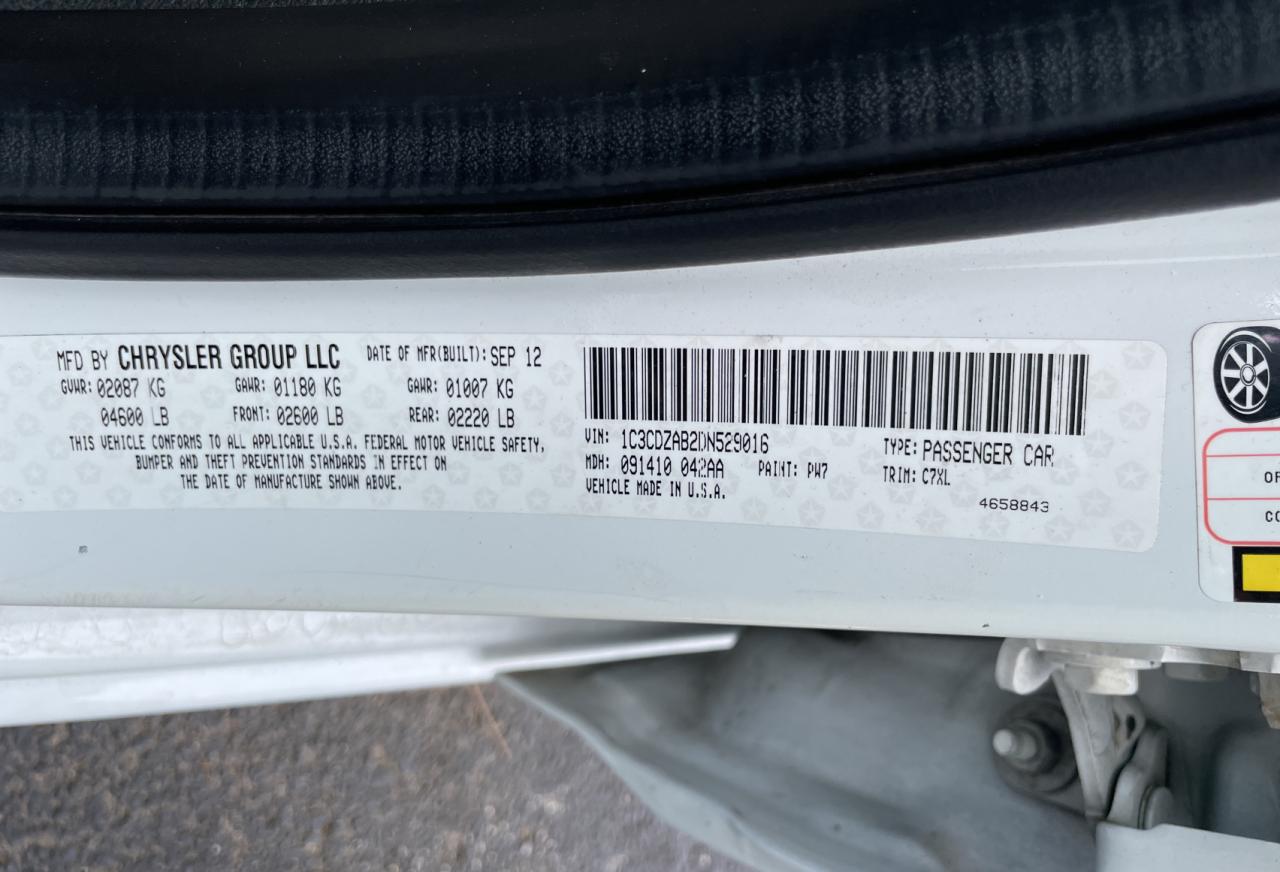 MFD BY CHRYSLER GROUP LLC DATE OF MFR(BUILT): SEP 12
GVWR: 02087 KG GAWR: 01180 KG GAWR: 01007 KG
04600 LB FRONT: 02600 LB REAR: 02220 LB
THIS VEHICLE CONFORMS TO ALL APPLICABLE U.S.A. FEDERAL MOTOR VEHICLE SAFETY,
BUMPER AND THEFT PREVENTION STANDARDS IN EFFECT ON
THE DATE OF MANUFACTURE SHOWN ABOVE.
VIN: 1C3CDZAB2DN529016 TYPE: PASSENGER CAR
MDH: 091410 042AA PAINT: PW7 TRIM: C7XL
VEHICLE MADE IN U.S.A.
4658843